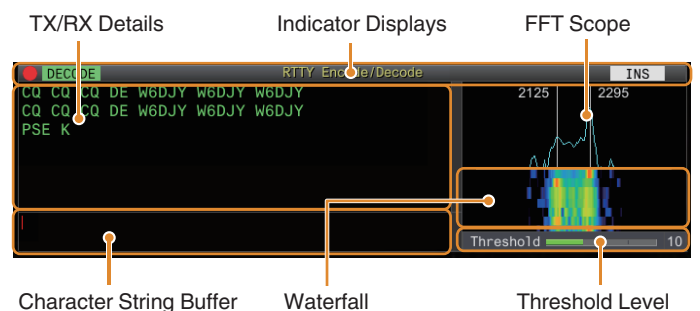 TX/RX Details Indicator Displays FFT Scope
DECODE RTTY Encode/Decode INS
CQ CQ CQ DE W6DJY W6DJY W6DJY
CQ CQ CQ DE W6DJY W6DJY W6DJY
PSE K
2125 2295
Threshold 10
Character String Buffer Waterfall Threshold Level